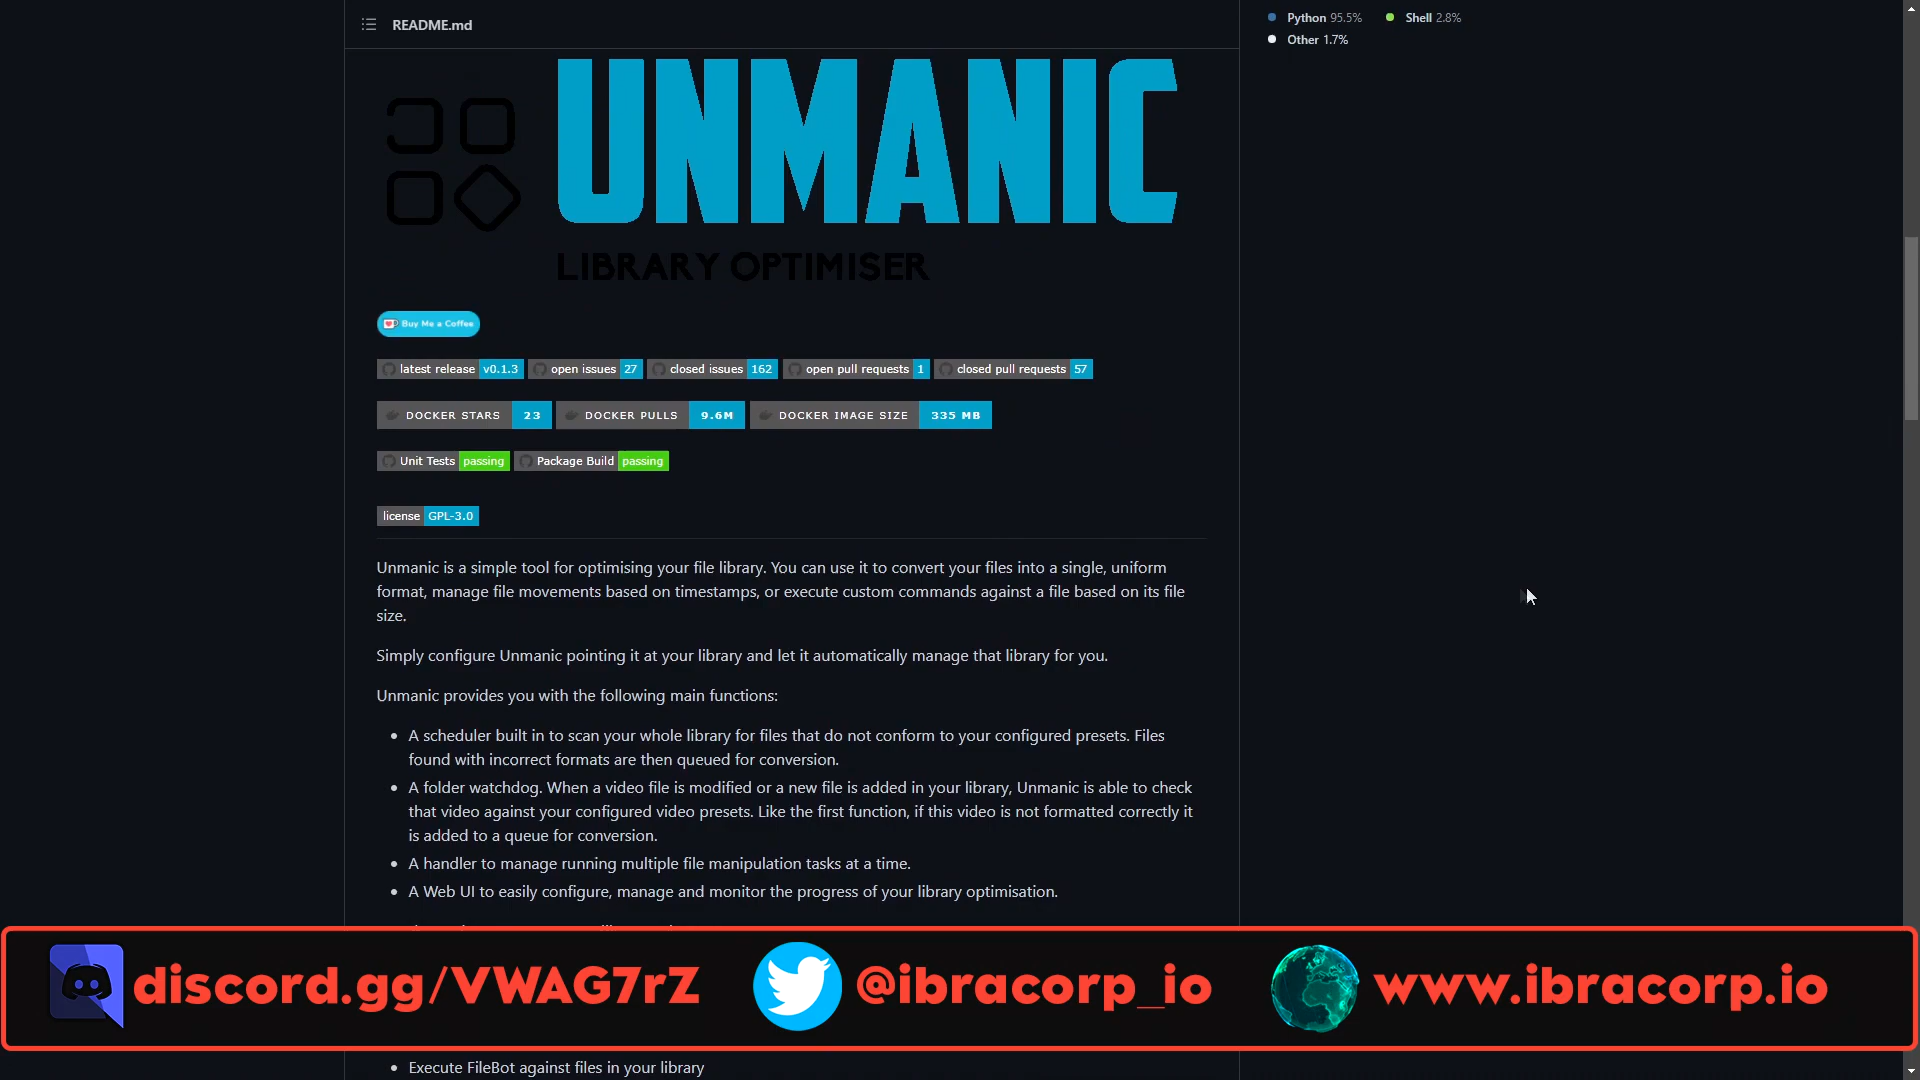 README.md
Python 95.5% Shell 2.8%
Other 1.7%
UNMANIC
LIBRARY OPTIMISER
Buy Me a Coffee
latest release v0.1.3 open issues 27 closed issues 162 open pull requests 1 closed pull requests 57
DOCKER STARS 23 DOCKER PULLS 9.6M DOCKER IMAGE SIZE 335 MB
Unit Tests passing Package Build passing
license GPL-3.0
Unmanic is a simple tool for optimising your file library. You can use it to convert your files into a single, uniform
format, manage file movements based on timestamps, or execute custom commands against a file based on its file
size.
Simply configure Unmanic pointing it at your library and let it automatically manage that library for you.
Unmanic provides you with the following main functions:
• A scheduler built in to scan your whole library for files that do not conform to your configured presets. Files
found with incorrect formats are then queued for conversion.
• A folder watchdog. When a video file is modified or a new file is added in your library, Unmanic is able to check
that video against your configured video presets. Like the first function, if this video is not formatted correctly it
is added to a queue for conversion.
• A handler to manage running multiple file manipulation tasks at a time.
• A Web UI to easily configure, manage and monitor the progress of your library optimisation.
discord.gg/VWAG7rZ @ibracorp_io www.ibracorp.io
• Execute FileBot against files in your library